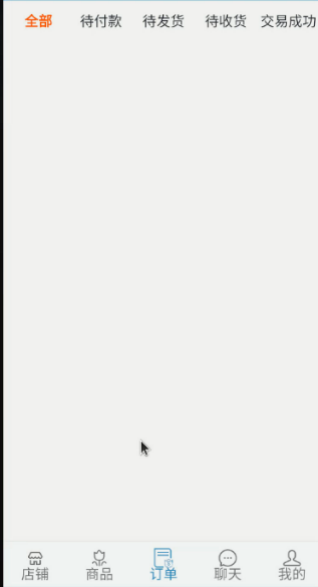 全部 待付款 待发货 待收货 交易成功
店铺 商品 订单 聊天 我的